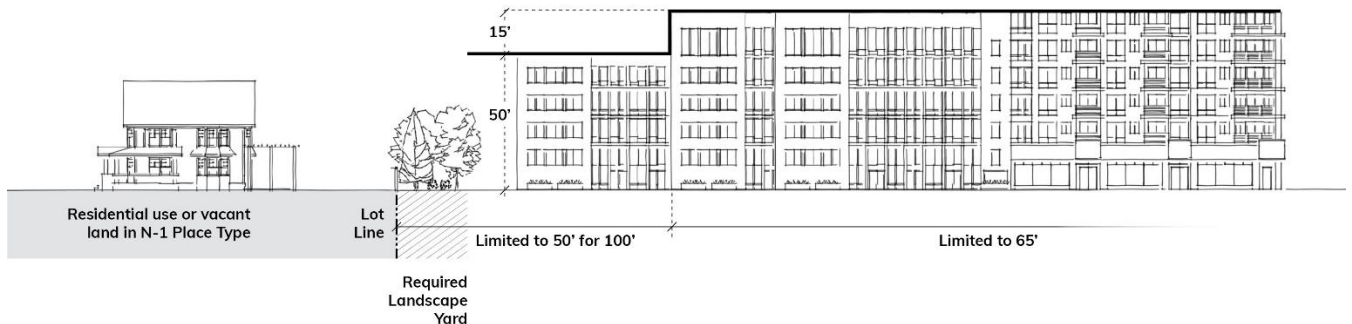 15’
50’
Residential use or vacant
land in N-1 Place Type
Lot
Line
Limited to 50’ for 100’
Limited to 65’
Required
Landscape
Yard